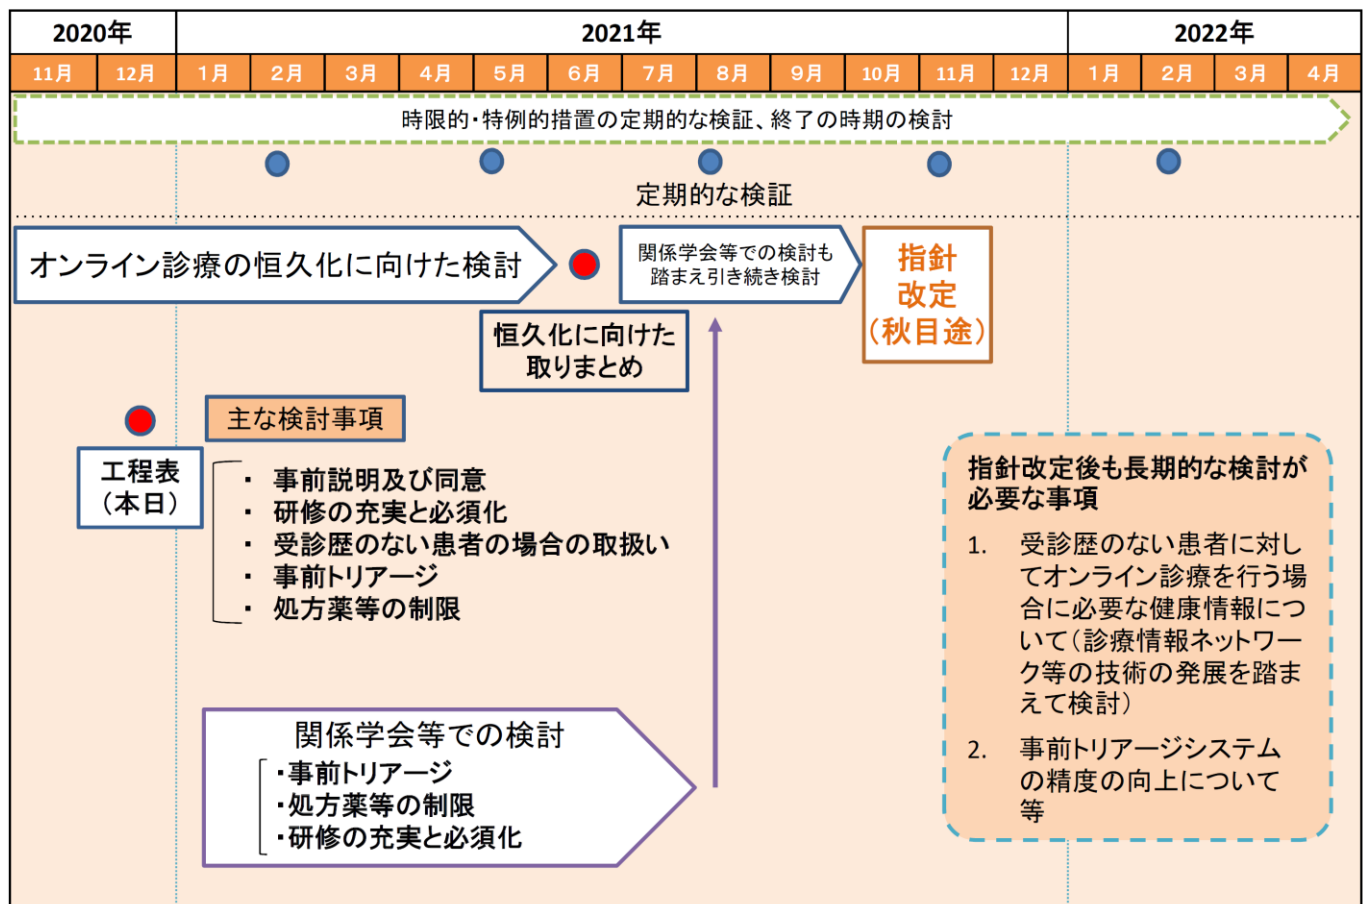 2020年
2021年
2022年
11月
12月
１月
２月
３月
４月
５月
６月
７月
８月
９月
10月
11月
12月
１月
２月
３月
４月
時限的・特例的措置の定期的な検証、終了の時期の検討
定期的な検証
オンライン診療の恒久化に向けた検討
関係学会等での検討も
踏まえ引き続き検討
指針
改定
（秋目途）
恒久化に向けた
取りまとめ
主な検討事項
工程表
（本日）
・ 事前説明及び同意
・ 研修の充実と必須化
・ 受診歴のない患者の場合の取扱い
・ 事前トリアージ
・ 処方薬等の制限
指針改定後も長期的な検討が
必要な事項
1. 受診歴のない患者に対し
てオンライン診療を行う場
合に必要な健康情報につ
いて（診療情報ネットワー
ク等の技術の発展を踏ま
えて検討）
2. 事前トリアージシステム
の精度の向上について
等
関係学会等での検討
・事前トリアージ
・処方薬等の制限
・研修の充実と必須化